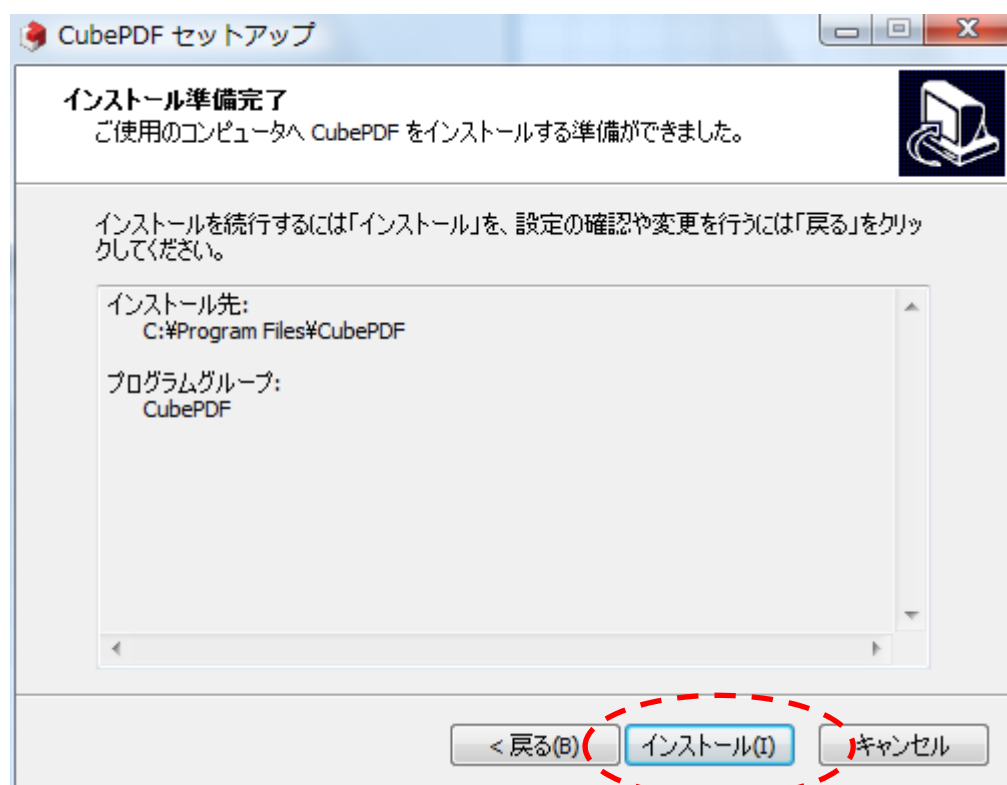 CubePDF セットアップ
インストール準備完了
ご使用のコンピュータへ CubePDF をインストールする準備ができました。
インストールを続行するには「インストール」を、設定の確認や変更を行うには「戻る」をクリッ
クしてください。
インストール先:
C:¥Program Files¥CubePDF
プログラムグループ:
CubePDF
< 戻る(B)
インストール(I)
キャンセル